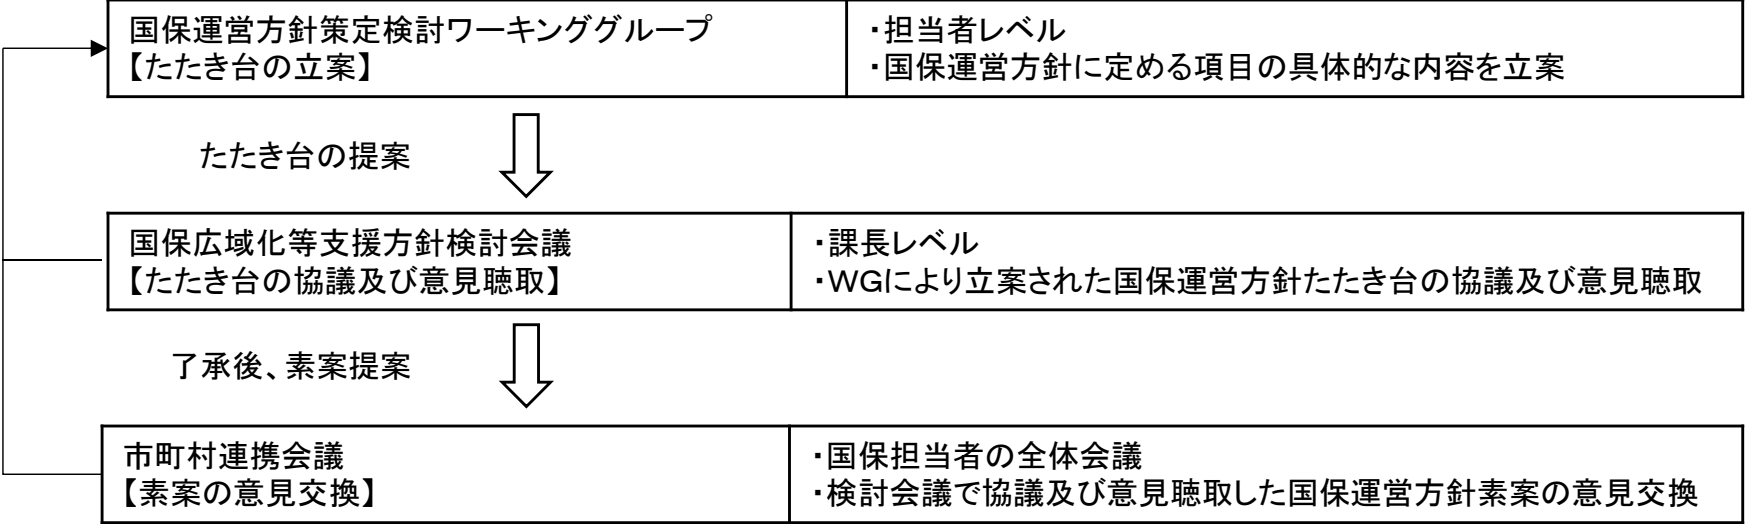 国保運営方針策定検討ワーキンググループ
【たたき台の立案】
・担当者レベル
・国保運営方針に定める項目の具体的な内容を立案
たたき台の提案
国保広域化等支援方針検討会議
【たたき台の協議及び意見聴取】
・課長レベル
・WGにより立案された国保運営方針たたき台の協議及び意見聴取
了承後、素案提案
市町村連携会議
【素案の意見交換】
・国保担当者の全体会議
・検討会議で協議及び意見聴取した国保運営方針素案の意見交換